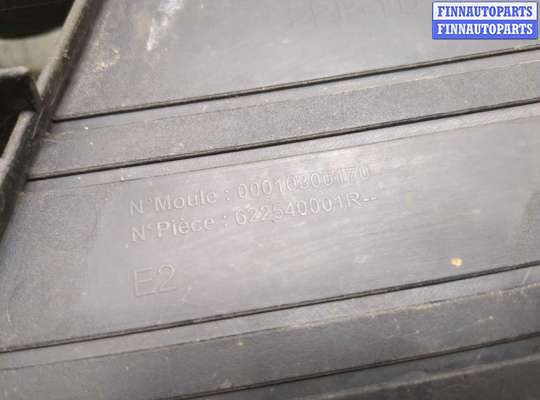 FINNAUTOPARTS
FINNAUTOPARTS
N°Moule : 00010300170
N°Pièce : 622540001R--
E2